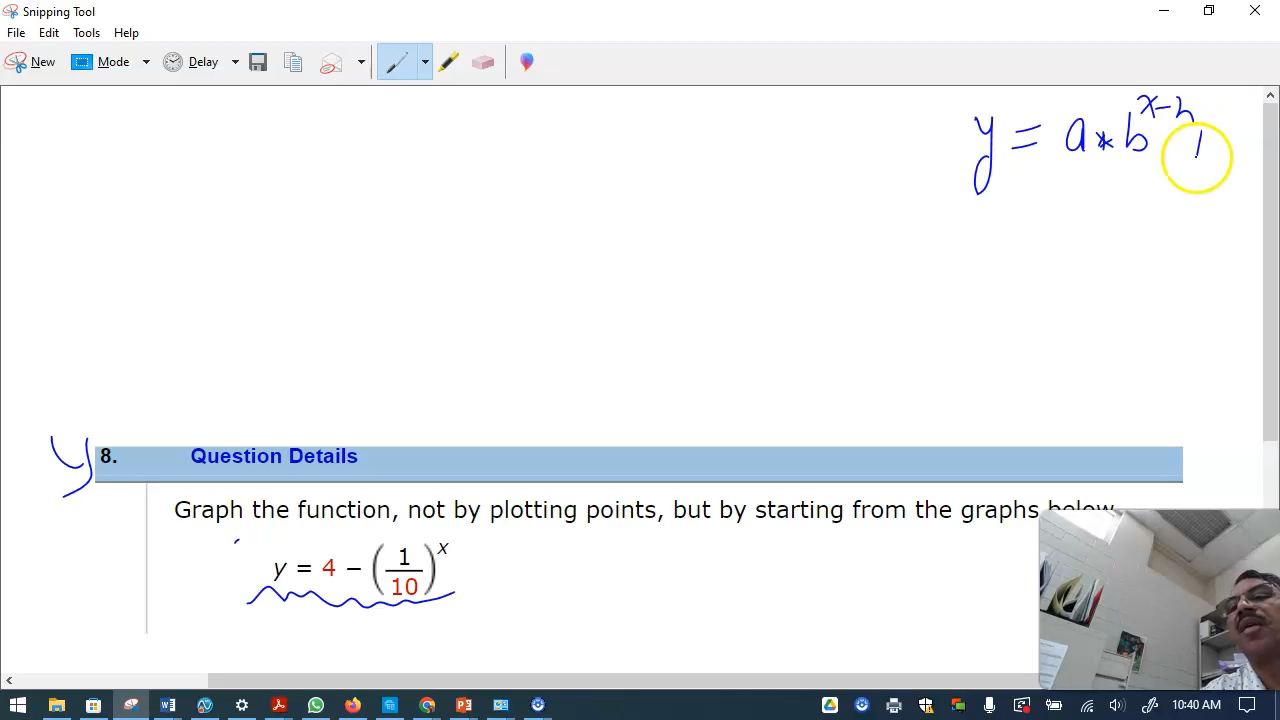 Snipping Tool
File Edit Tools Help
New Mode Delay
y = a * b^(x-h)
y
8. Question Details
Graph the function, not by plotting points, but by starting from the graphs below
y = 4 − (1/10)^x
10:40 AM